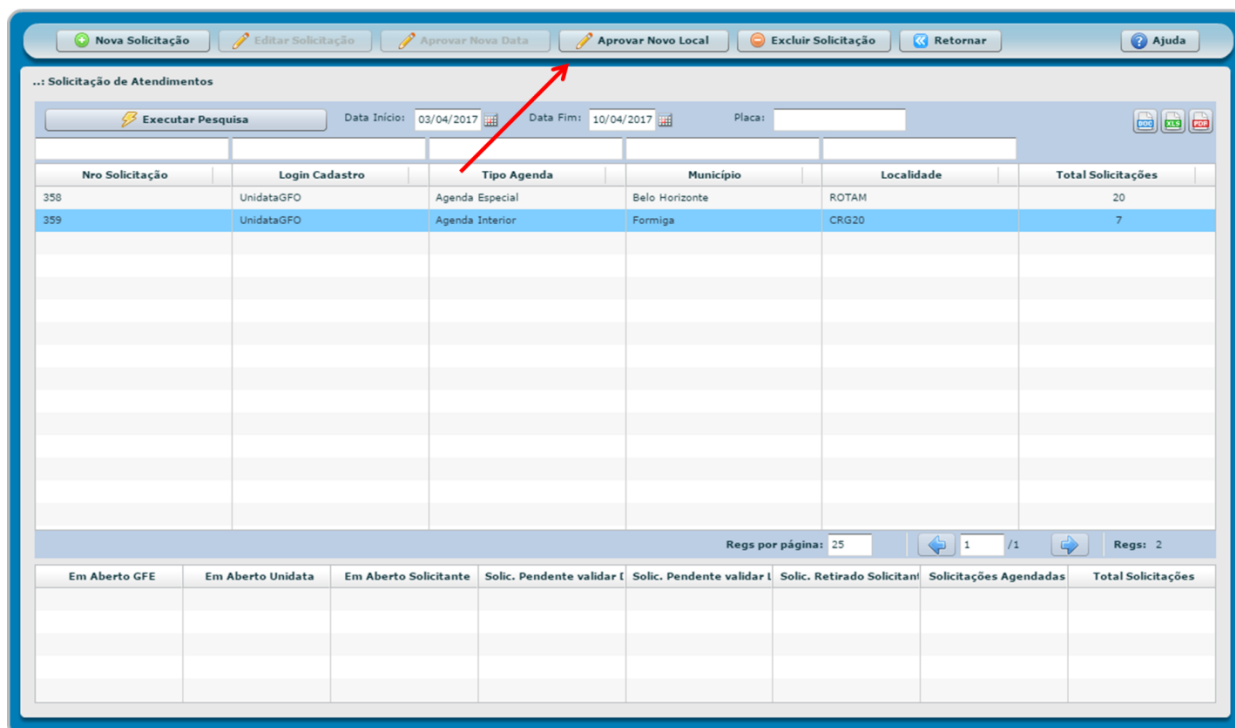 Nova Solicitação Editar Solicitação Aprovar Nova Data Aprovar Novo Local Excluir Solicitação Retornar Ajuda
..: Solicitação de Atendimentos
Executar Pesquisa Data Início: 03/04/2017 Data Fim: 10/04/2017 Placa: DOC XLS PDF
Nro Solicitação Login Cadastro Tipo Agenda Município Localidade Total Solicitações
358 UnidataGFO Agenda Especial Belo Horizonte ROTAM 20
359 UnidataGFO Agenda Interior Formiga CRG20 7
Regs por página: 25 1 /1 Regs: 2
Em Aberto GFE Em Aberto Unidata Em Aberto Solicitante Solic. Pendente validar Solic. Pendente validar Solic. Retirado Solicitant Solicitações Agendadas Total Solicitações